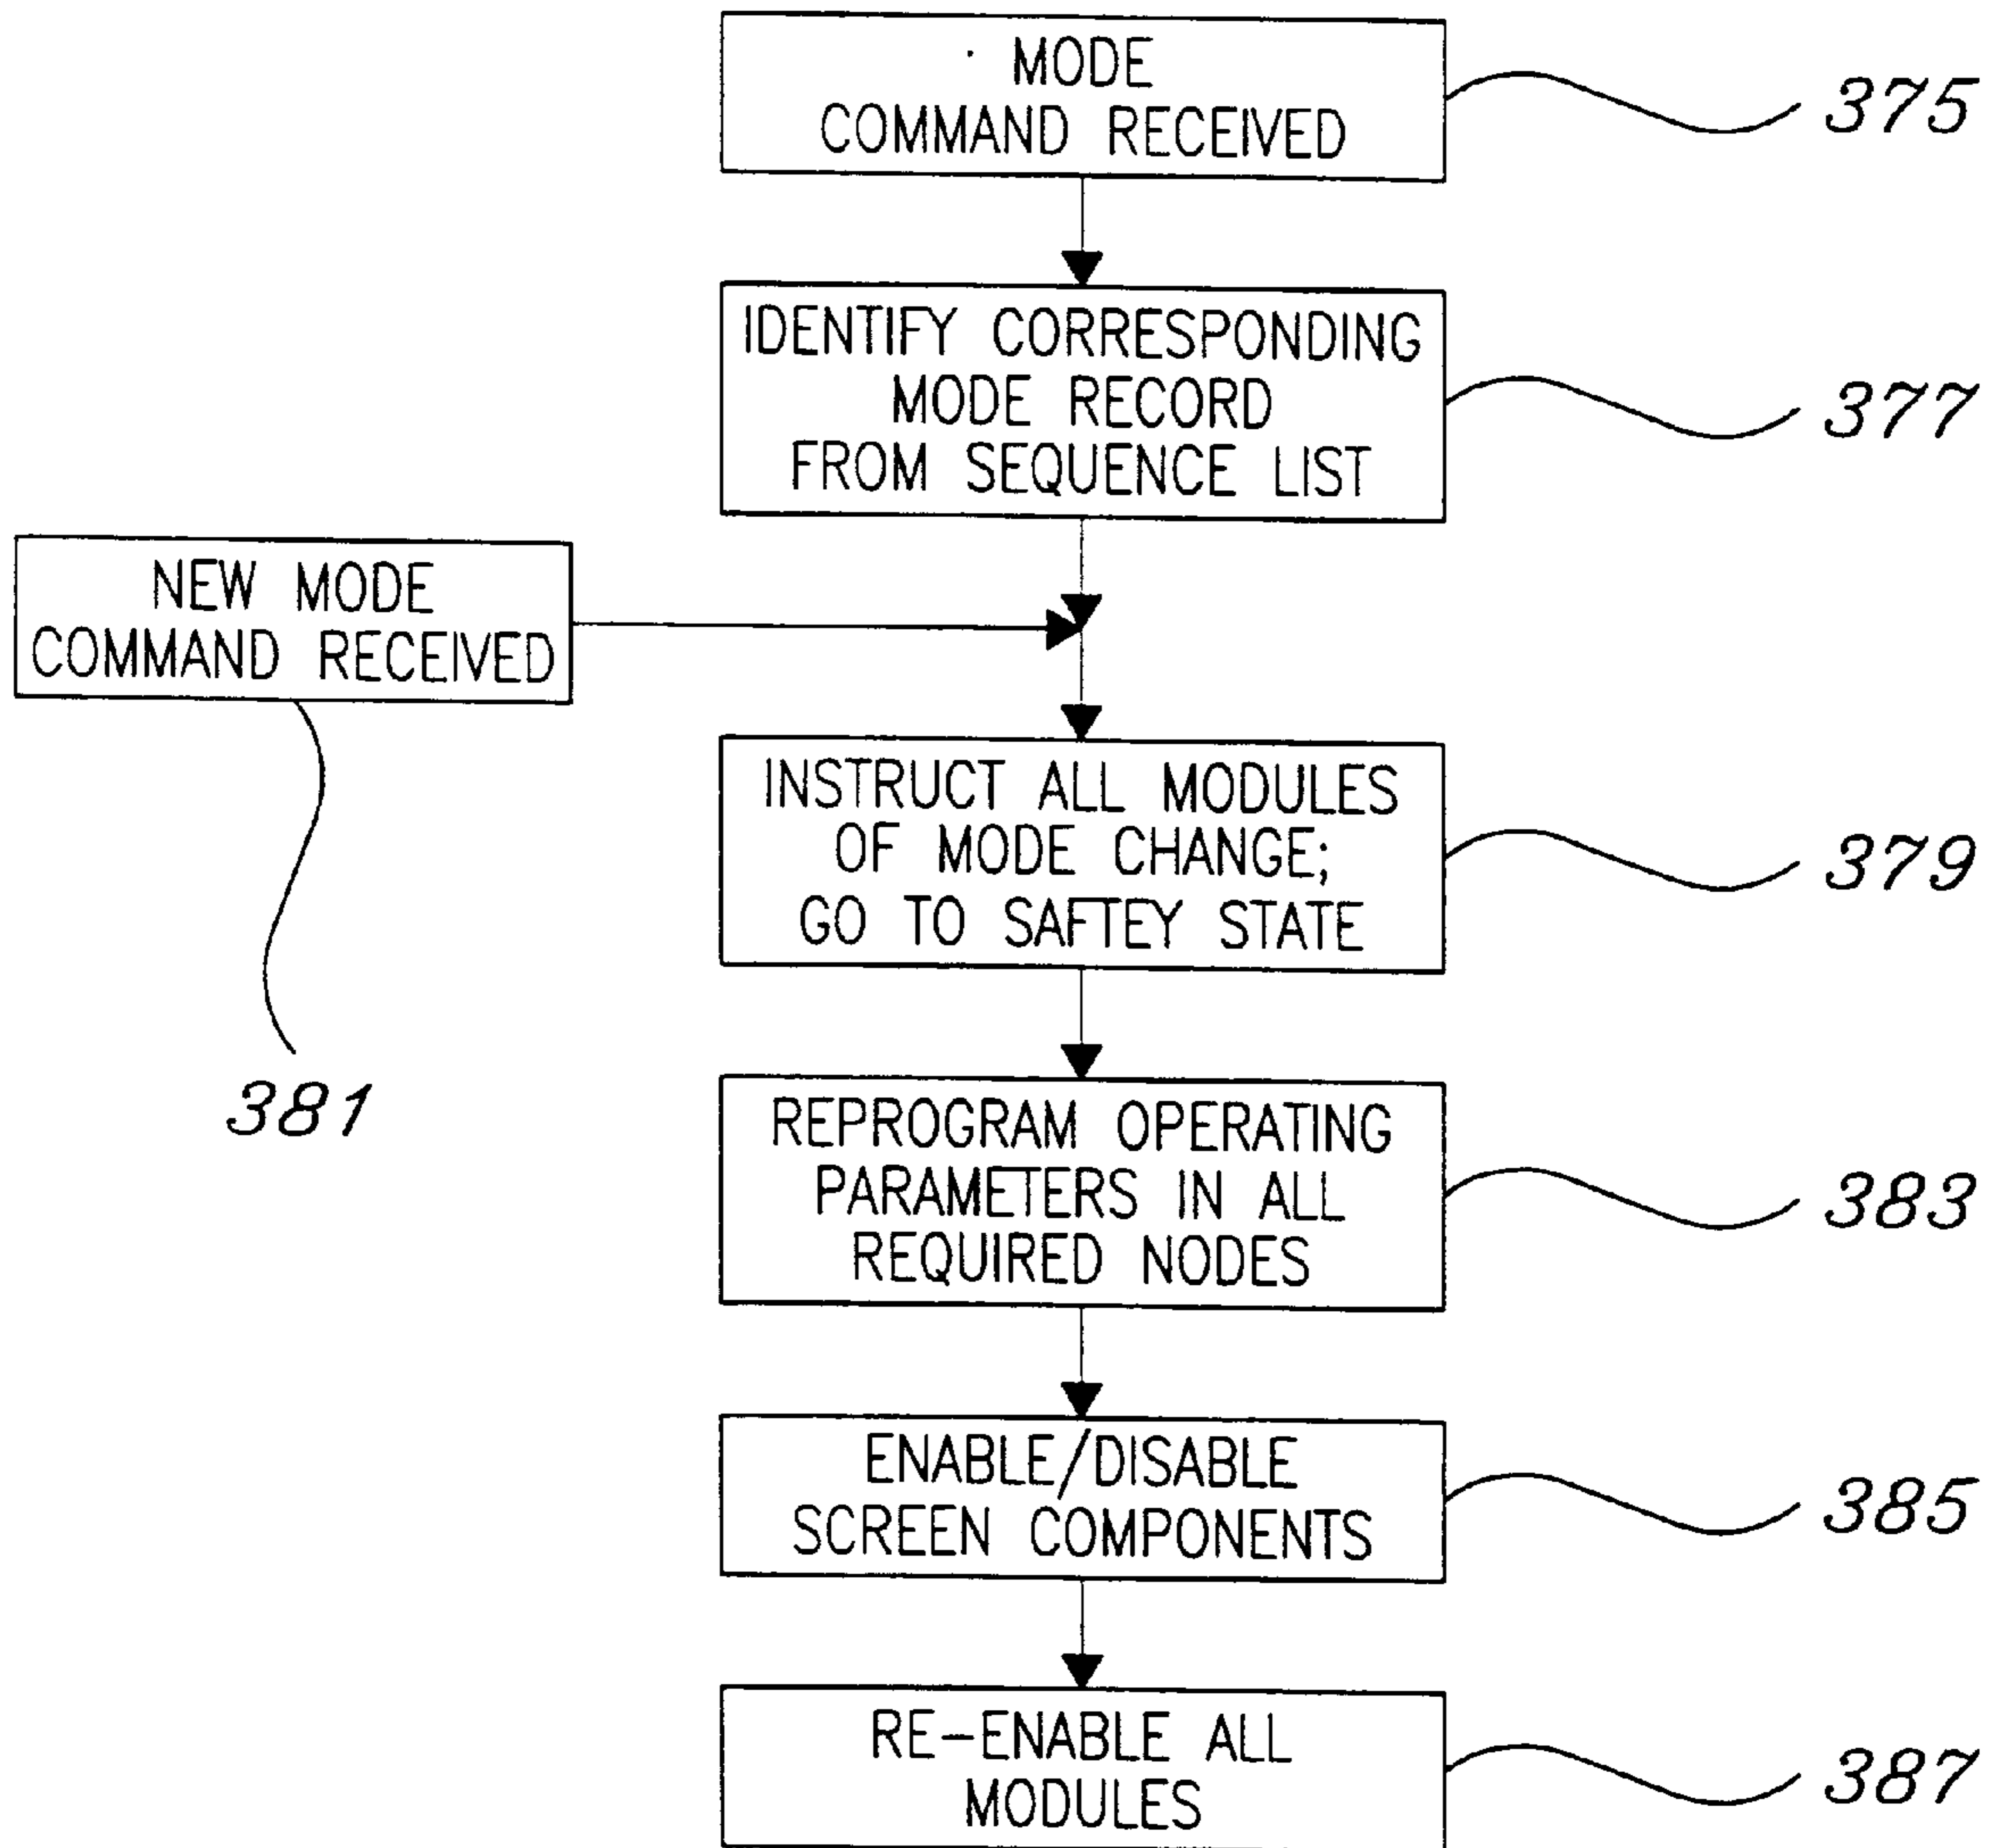 MODE
COMMAND RECEIVED
375
IDENTIFY CORRESPONDING
MODE RECORD
FROM SEQUENCE LIST
377
NEW MODE
COMMAND RECEIVED
381
INSTRUCT ALL MODULES
OF MODE CHANGE;
GO TO SAFTEY STATE
379
REPROGRAM OPERATING
PARAMETERS IN ALL
REQUIRED NODES
383
ENABLE/DISABLE
SCREEN COMPONENTS
385
RE-ENABLE ALL
MODULES
387